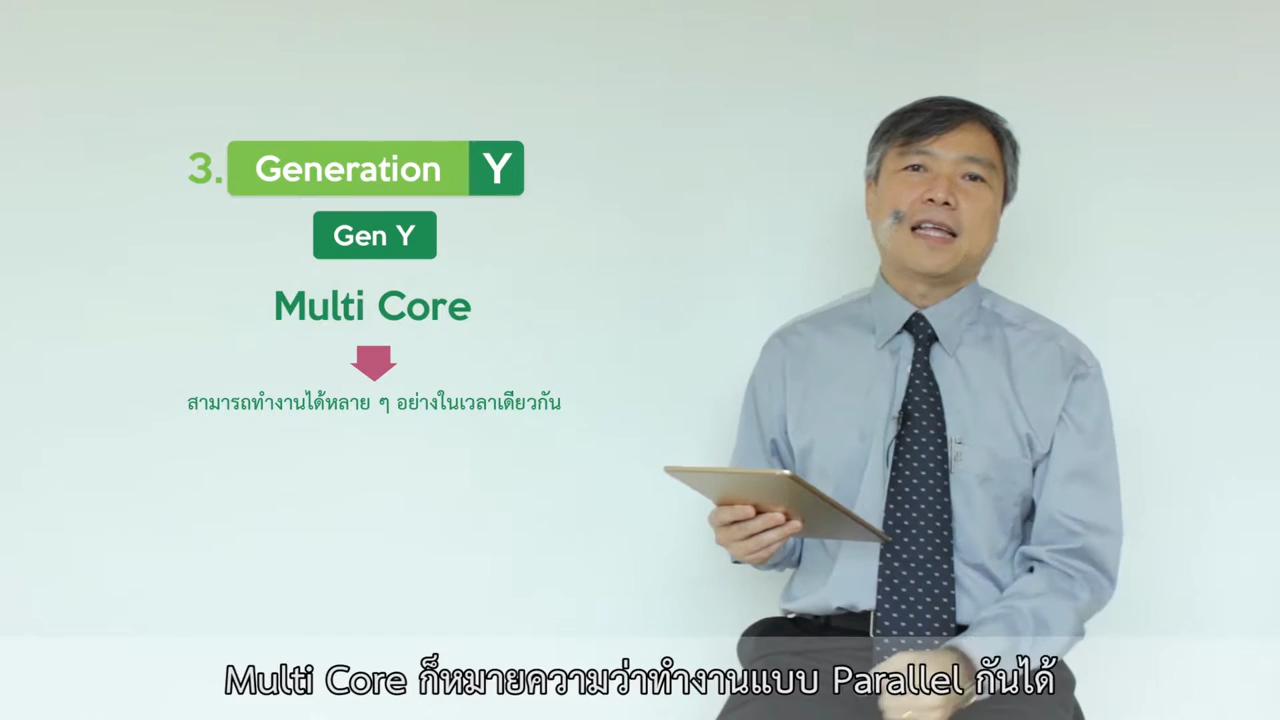 3. Generation Y
Gen Y
Multi Core
สามารถทำงานได้หลาย ๆ อย่างในเวลาเดียวกัน
Multi Core ก็หมายความว่าทำงานแบบ Parallel กันได้